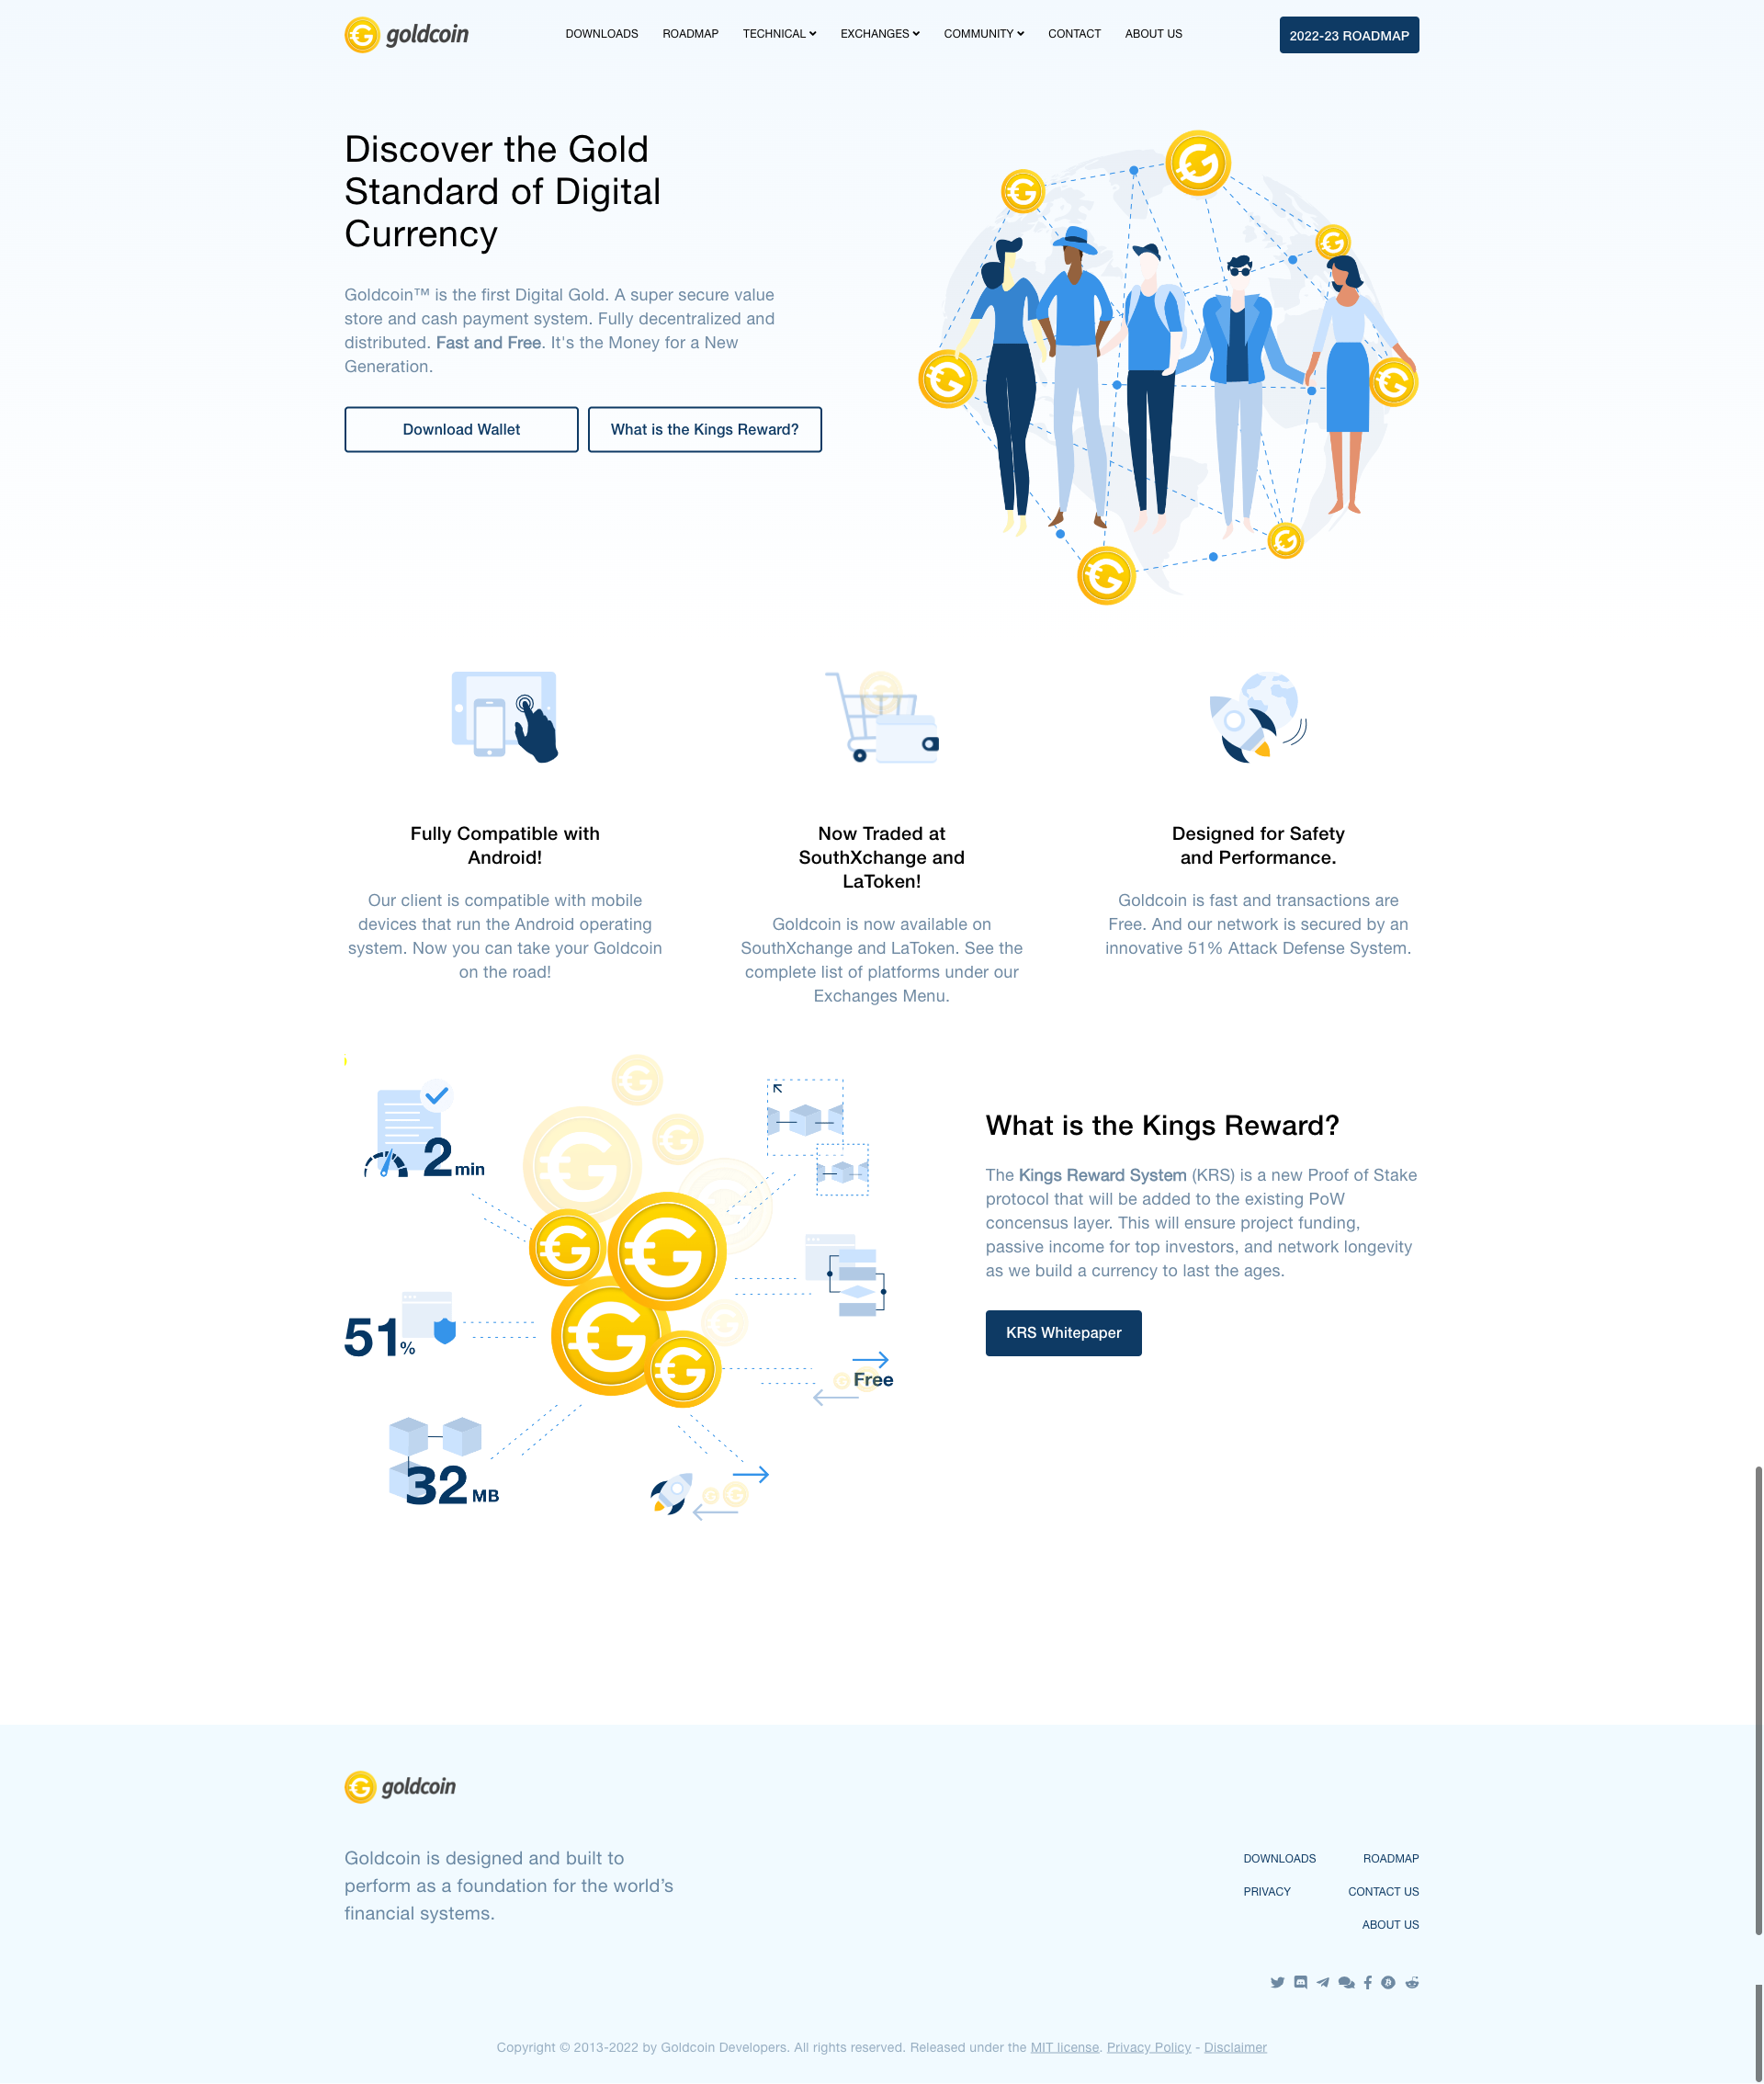 goldcoin
DOWNLOADS ROADMAP TECHNICAL EXCHANGES COMMUNITY CONTACT ABOUT US
2022-23 ROADMAP
Discover the Gold
Standard of Digital
Currency
Goldcoin™ is the first Digital Gold. A super secure value
store and cash payment system. Fully decentralized and
distributed. Fast and Free. It's the Money for a New
Generation.
Download Wallet
What is the Kings Reward?
Fully Compatible with
Android!
Our client is compatible with mobile
devices that run the Android operating
system. Now you can take your Goldcoin
on the road!
Now Traded at
SouthXchange and
LaToken!
Goldcoin is now available on
SouthXchange and LaToken. See the
complete list of platforms under our
Exchanges Menu.
Designed for Safety
and Performance.
Goldcoin is fast and transactions are
Free. And our network is secured by an
innovative 51% Attack Defense System.
2 min
51%
32 MB
Free
What is the Kings Reward?
The Kings Reward System (KRS) is a new Proof of Stake
protocol that will be added to the existing PoW
concensus layer. This will ensure project funding,
passive income for top investors, and network longevity
as we build a currency to last the ages.
KRS Whitepaper
goldcoin
Goldcoin is designed and built to
perform as a foundation for the world’s
financial systems.
DOWNLOADS ROADMAP
PRIVACY CONTACT US
ABOUT US
Copyright © 2013-2022 by Goldcoin Developers. All rights reserved. Released under the MIT license. Privacy Policy - Disclaimer